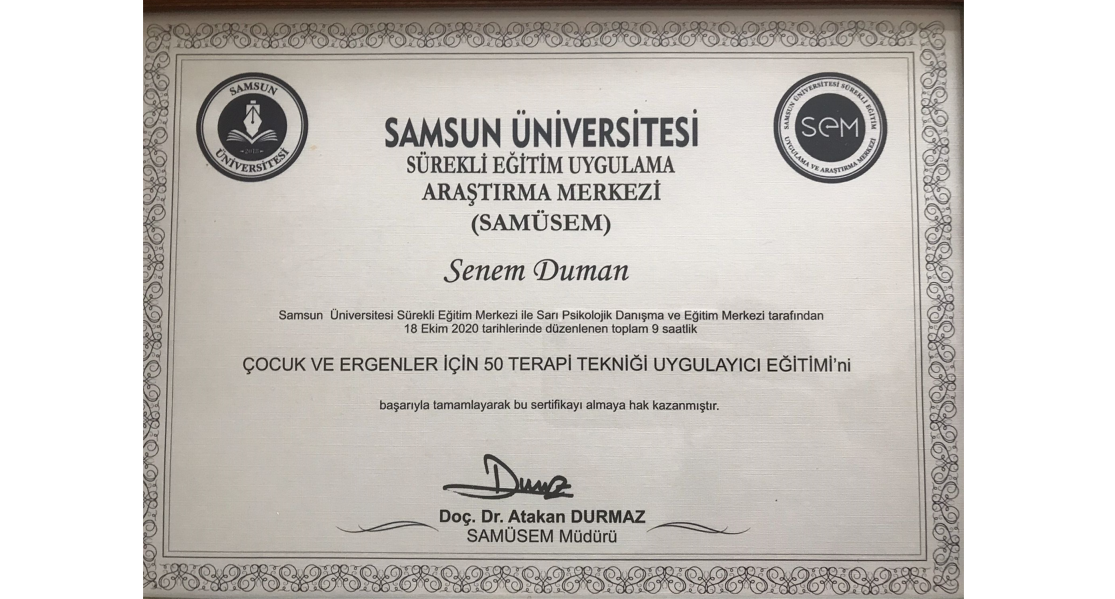 SAMSUN
ÜNİVERSİTESİ
SAMSUN ÜNİVERSİTESİ SÜREKLİ EĞİTİM
UYGULAMA VE ARAŞTIRMA MERKEZİ
SEM
SAMSUN ÜNİVERSİTESİ
SÜREKLİ EĞİTİM UYGULAMA
ARAŞTIRMA MERKEZİ
(SAMÜSEM)
Senem Duman
Samsun Üniversitesi Sürekli Eğitim Merkezi ile Sarı Psikolojik Danışma ve Eğitim Merkezi tarafından
18 Ekim 2020 tarihlerinde düzenlenen toplam 9 saatlik
ÇOCUK VE ERGENLER İÇİN 50 TERAPİ TEKNİĞİ UYGULAYICI EĞİTİMİ’ni
başarıyla tamamlayarak bu sertifikayı almaya hak kazanmıştır.
Doç. Dr. Atakan DURMAZ
SAMÜSEM Müdürü